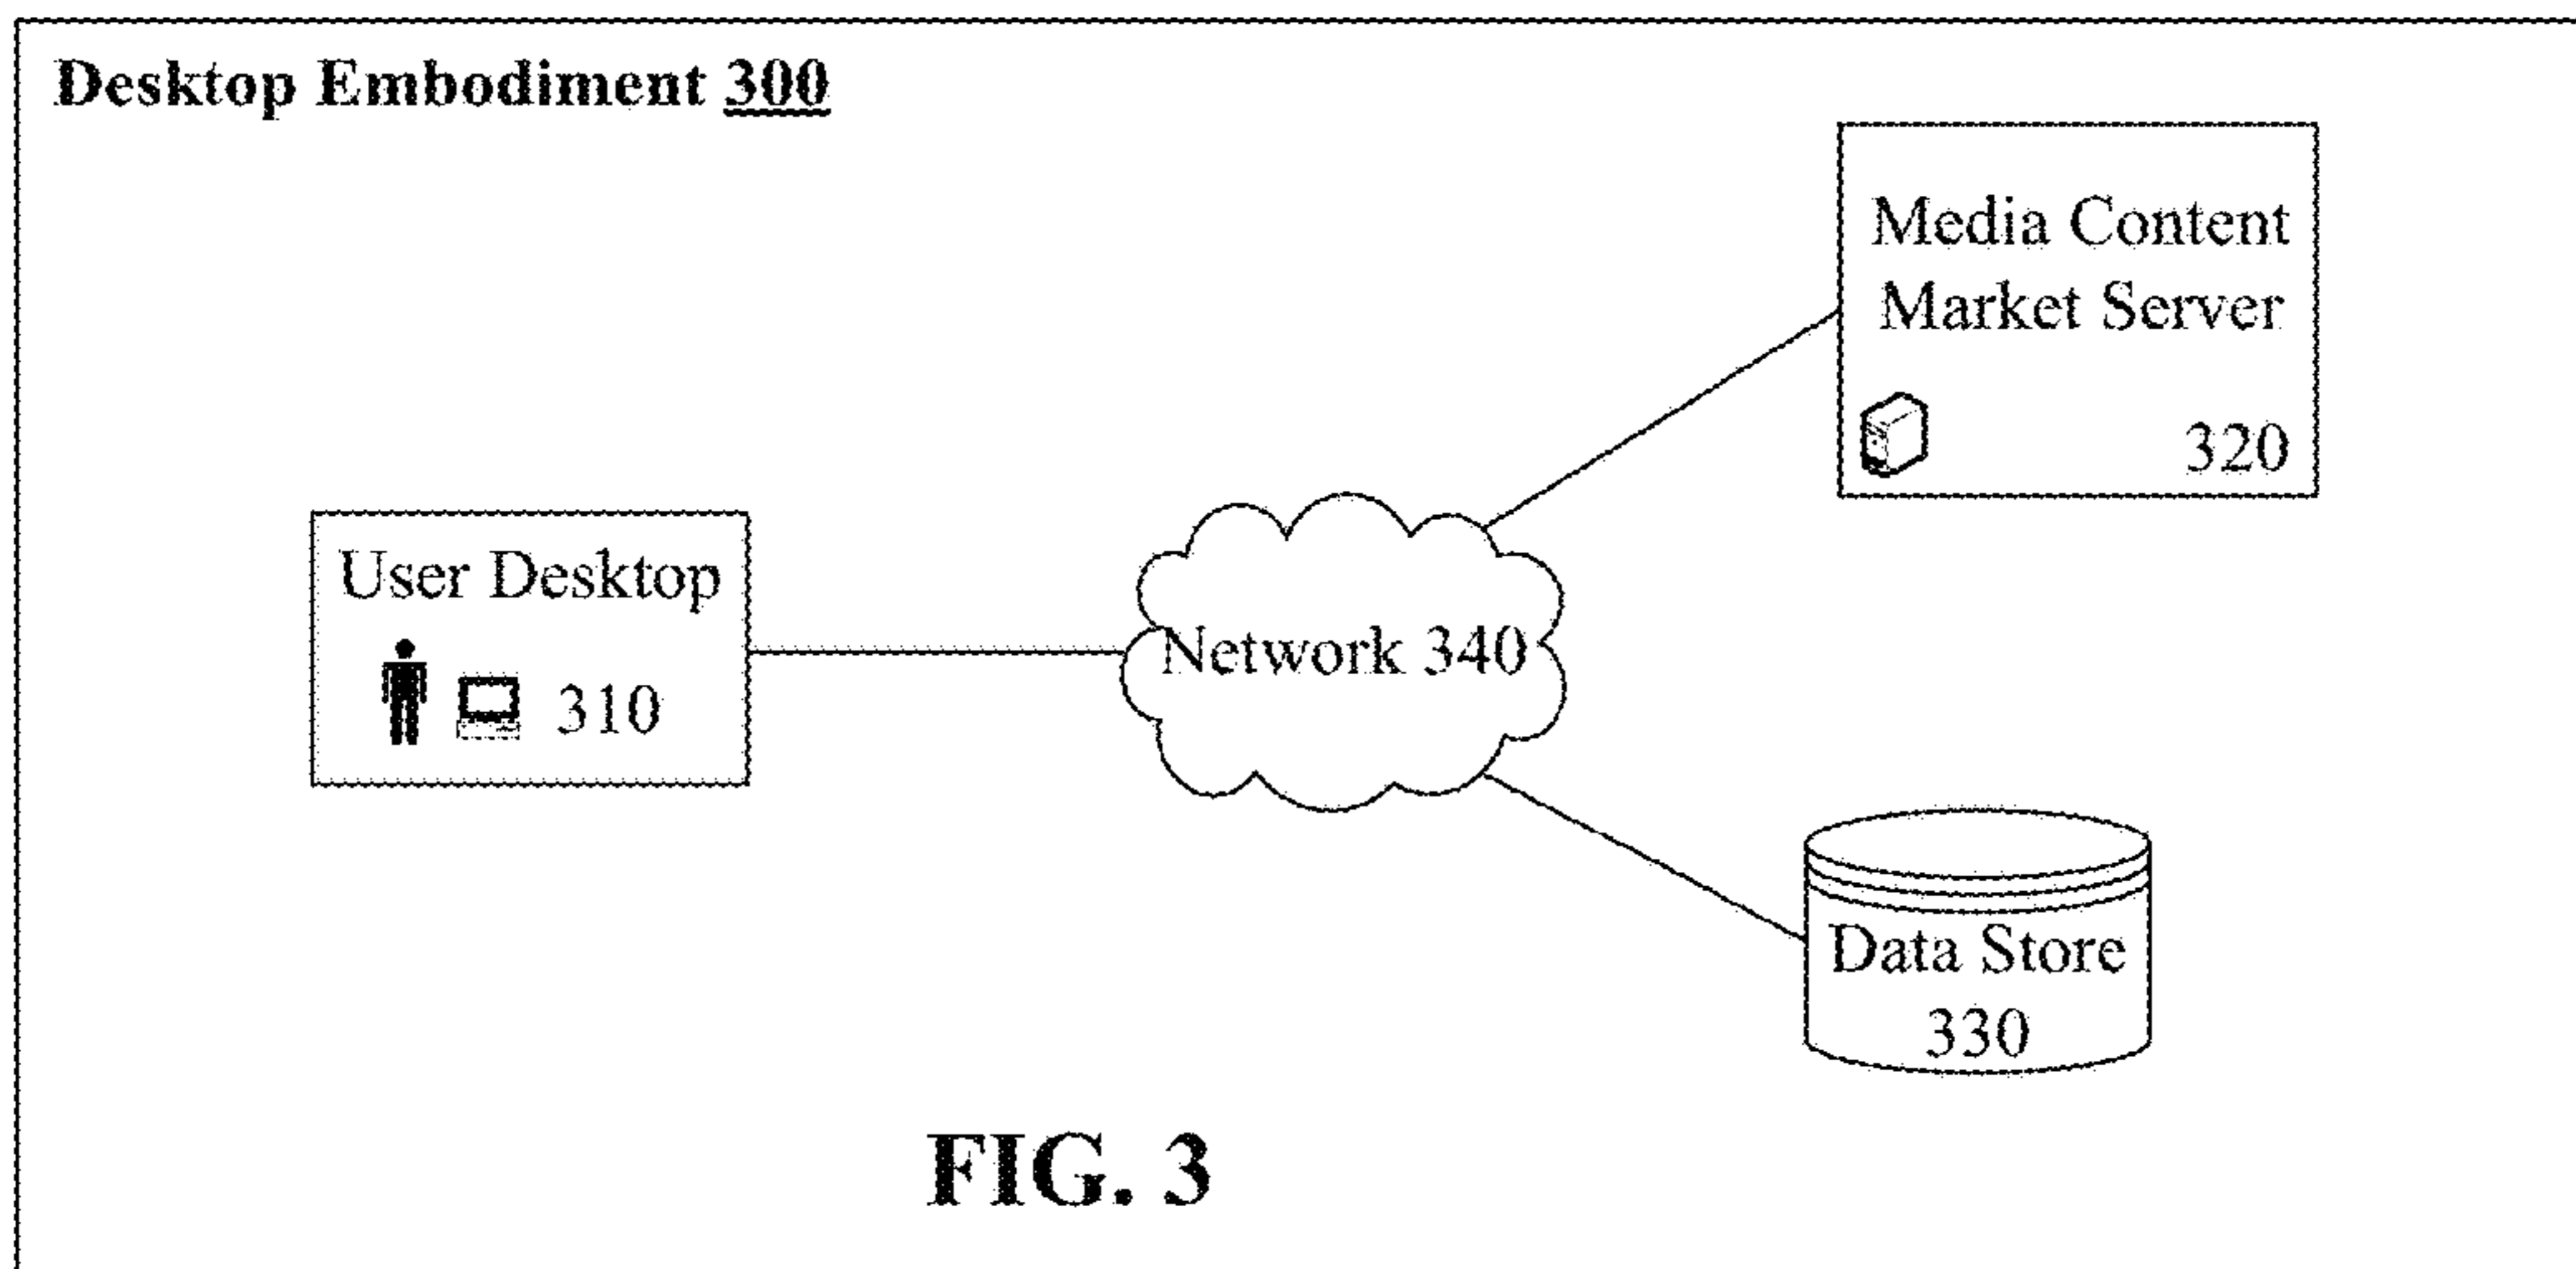 Desktop Embodiment 300
Media Content
Market Server
320
User Desktop
310
Network 340
Data Store
330
FIG. 3